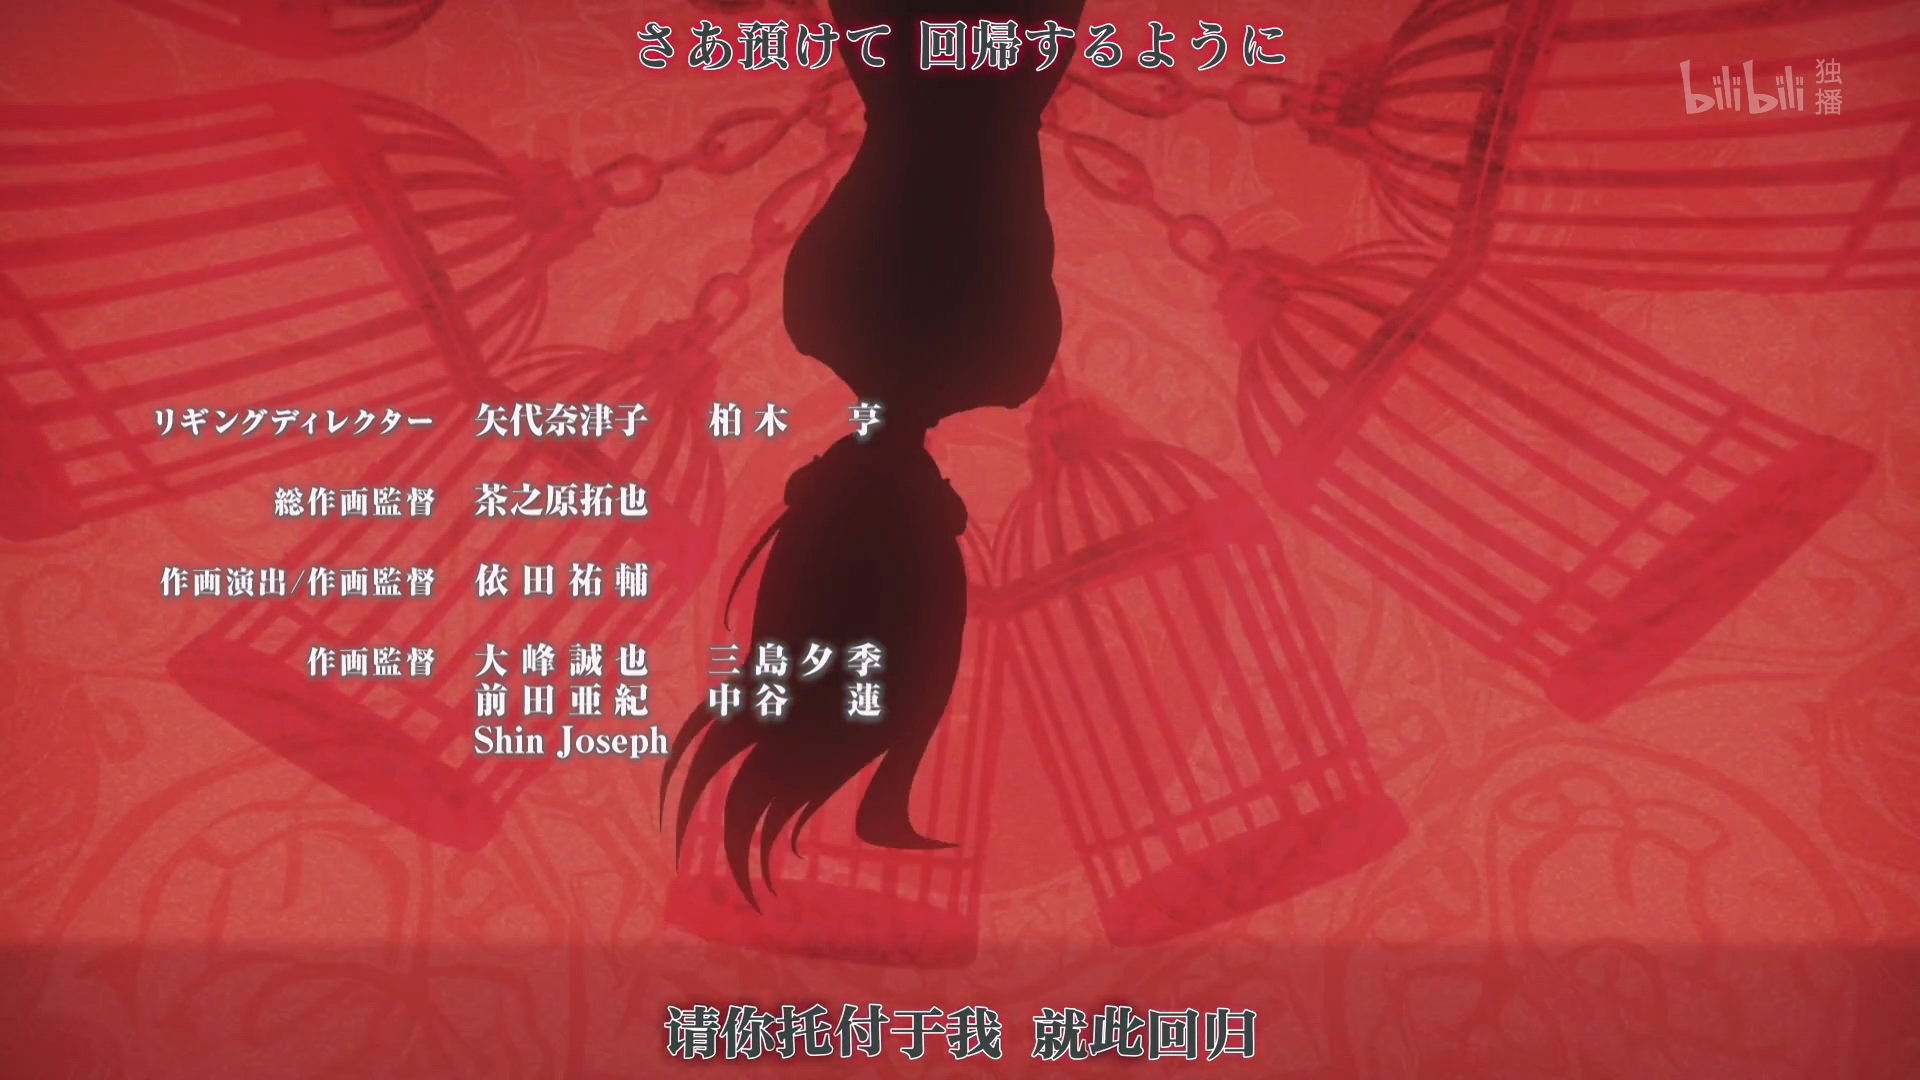 さあ預けて 回帰するように
bilibili 独播
リギングディレクター 矢代奈津子 柏木 亨
総作画監督 茶之原拓也
作画演出/作画監督 依田祐輔
作画監督 大峰誠也 三島夕季
前田亜紀 中谷 蓮
Shin Joseph
请你托付于我 就此回归